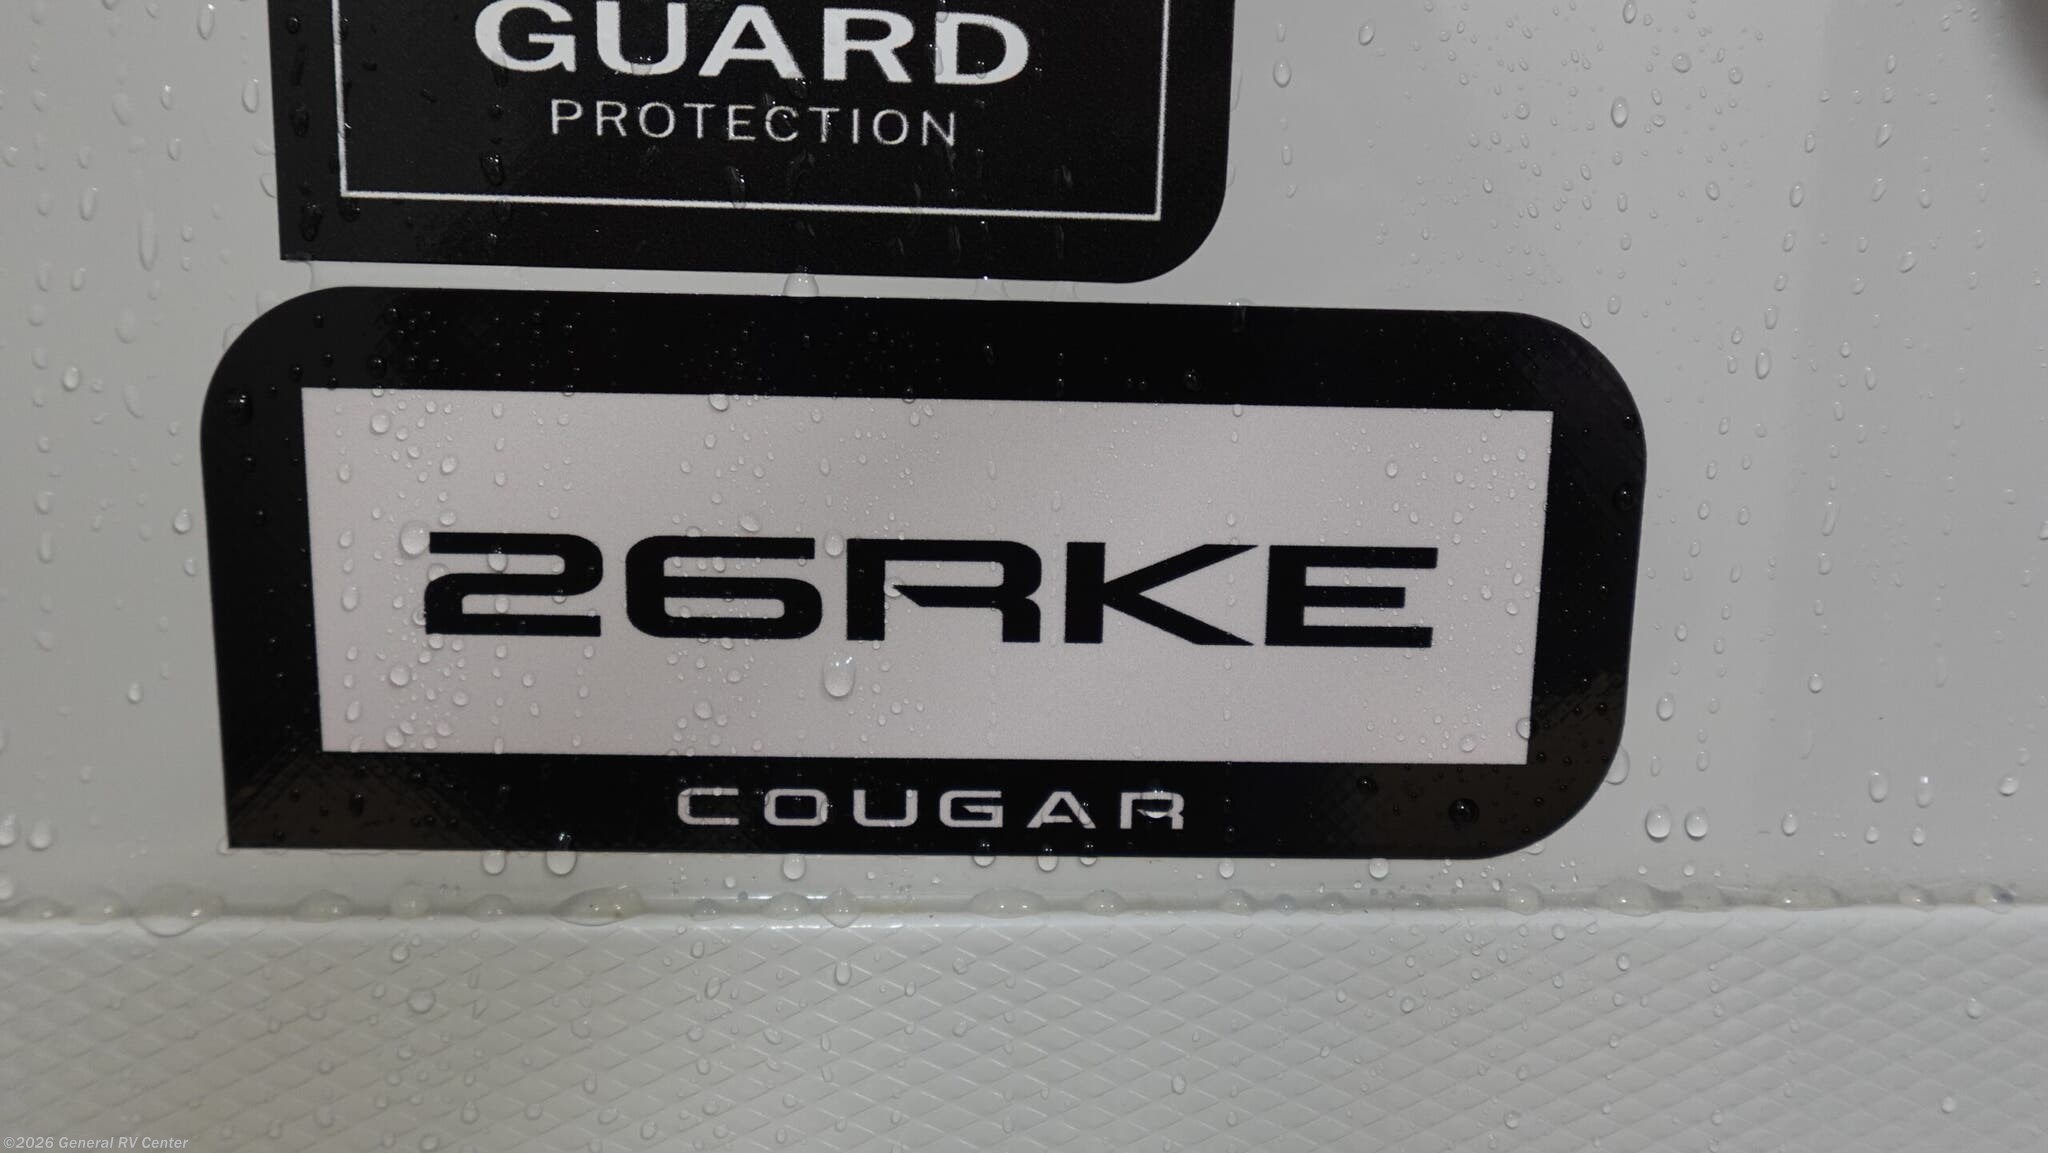 GUARD
PROTECTION
26RKE
COUGAR
©2026 General RV Center